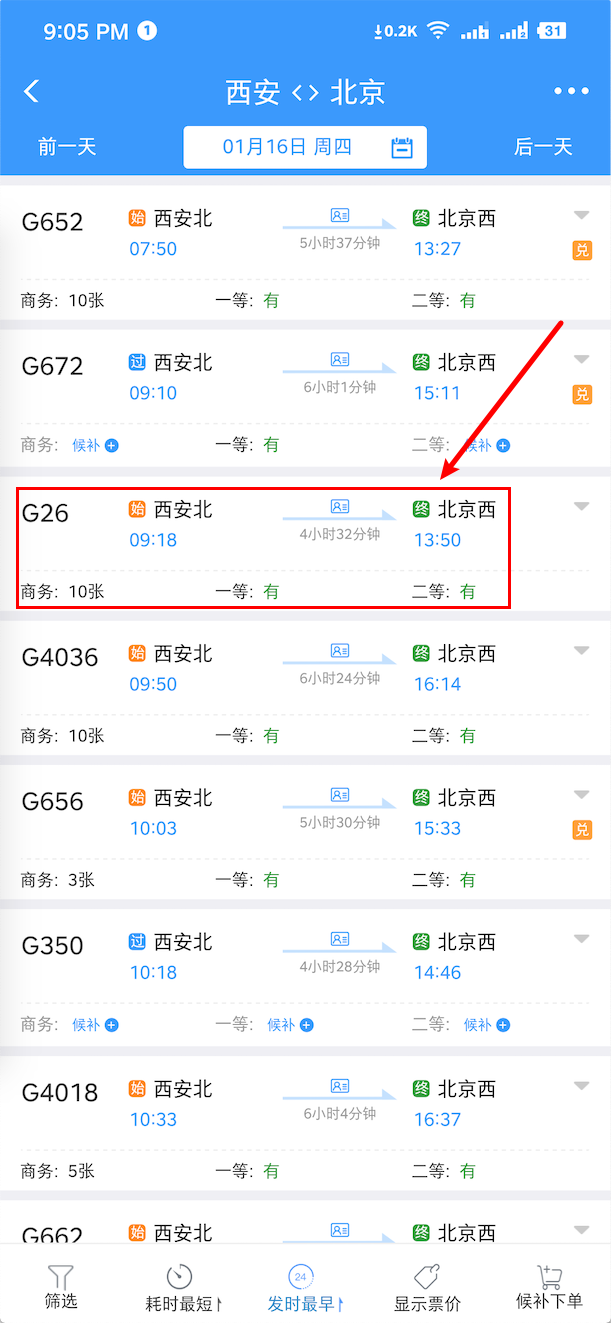 9:05 PM 1 0.2K 2 31
西安 <> 北京
前一天 01月16日 周四 后一天
G652 始 西安北 5小时37分钟 终 北京西
07:50 13:27 兑
商务: 10张 一等: 有 二等: 有
G672 过 西安北 6小时1分钟 终 北京西
09:10 15:11 兑
商务: 候补 一等: 有 二等: 候补
G26 始 西安北 4小时32分钟 终 北京西
09:18 13:50
商务: 10张 一等: 有 二等: 有
G4036 始 西安北 6小时24分钟 终 北京西
09:50 16:14
商务: 10张 一等: 有 二等: 有
G656 始 西安北 5小时30分钟 终 北京西
10:03 15:33 兑
商务: 3张 一等: 有 二等: 有
G350 过 西安北 4小时28分钟 终 北京西
10:18 14:46
商务: 候补 一等: 候补 二等: 候补
G4018 始 西安北 6小时4分钟 终 北京西
10:33 16:37
商务: 5张 一等: 有 二等: 有
G662 始 西安北 终 北京西
24
筛选 耗时最短 发时最早 显示票价 候补下单